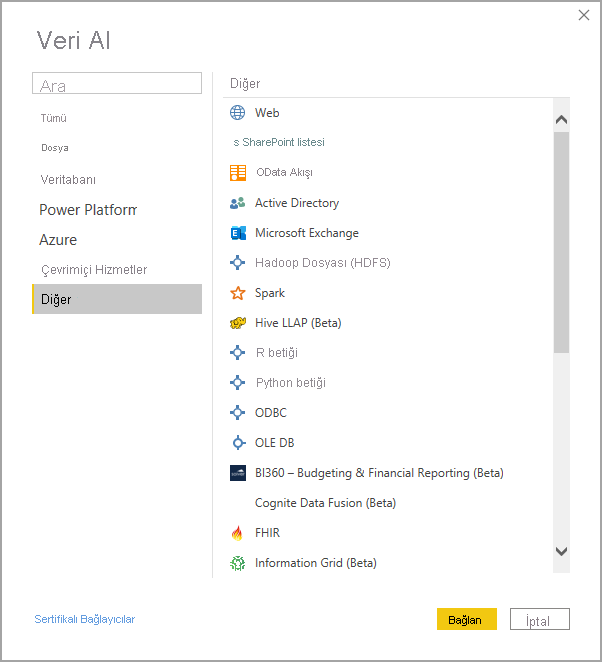 Veri Al
Ara
Tümü
Dosya
Veritabanı
Power Platform
Azure
Çevrimiçi Hizmetler
Diğer
Diğer
Web
s SharePoint listesi
OData Akışı
Active Directory
Microsoft Exchange
Hadoop Dosyası (HDFS)
Spark
Hive LLAP (Beta)
R betiği
Python betiği
ODBC
OLE DB
BI360 – Budgeting & Financial Reporting (Beta)
Cognite Data Fusion (Beta)
FHIR
Information Grid (Beta)
Sertifikalı Bağlayıcılar
Bağlan
İptal